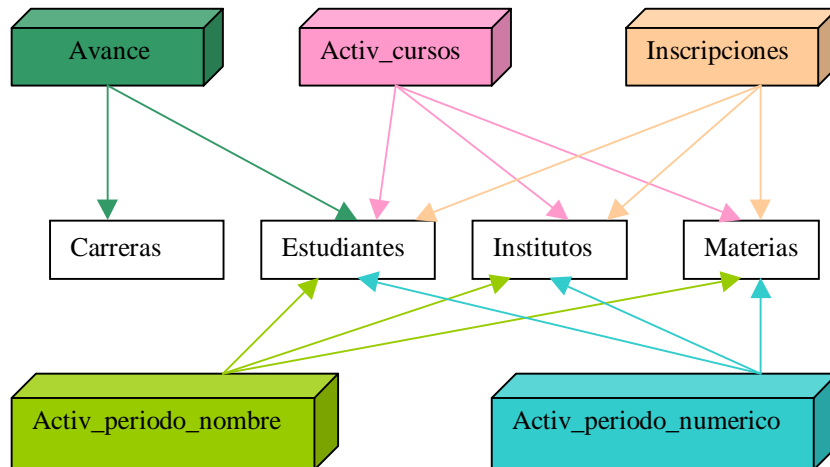 Avance
Activ_cursos
Inscripciones
Carreras
Estudiantes
Institutos
Materias
Activ_periodo_nombre
Activ_periodo_numerico